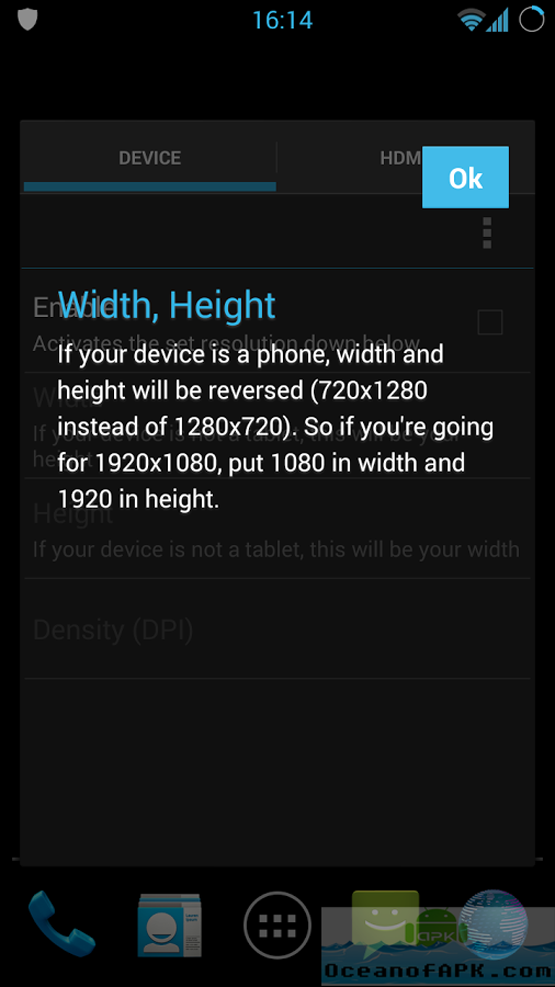 16:14
DEVICE
HDM
Ok
Enable
Width, Height
Activates the set resolution down below
If your device is a phone, width and
height will be reversed (720x1280
instead of 1280x720). So if you're going
for 1920x1080, put 1080 in width and
1920 in height.
Width
If your device is not a tablet, this will be your
height
Height
If your device is not a tablet, this will be your width
Density (DPI)
APK
OceanofAPK.com